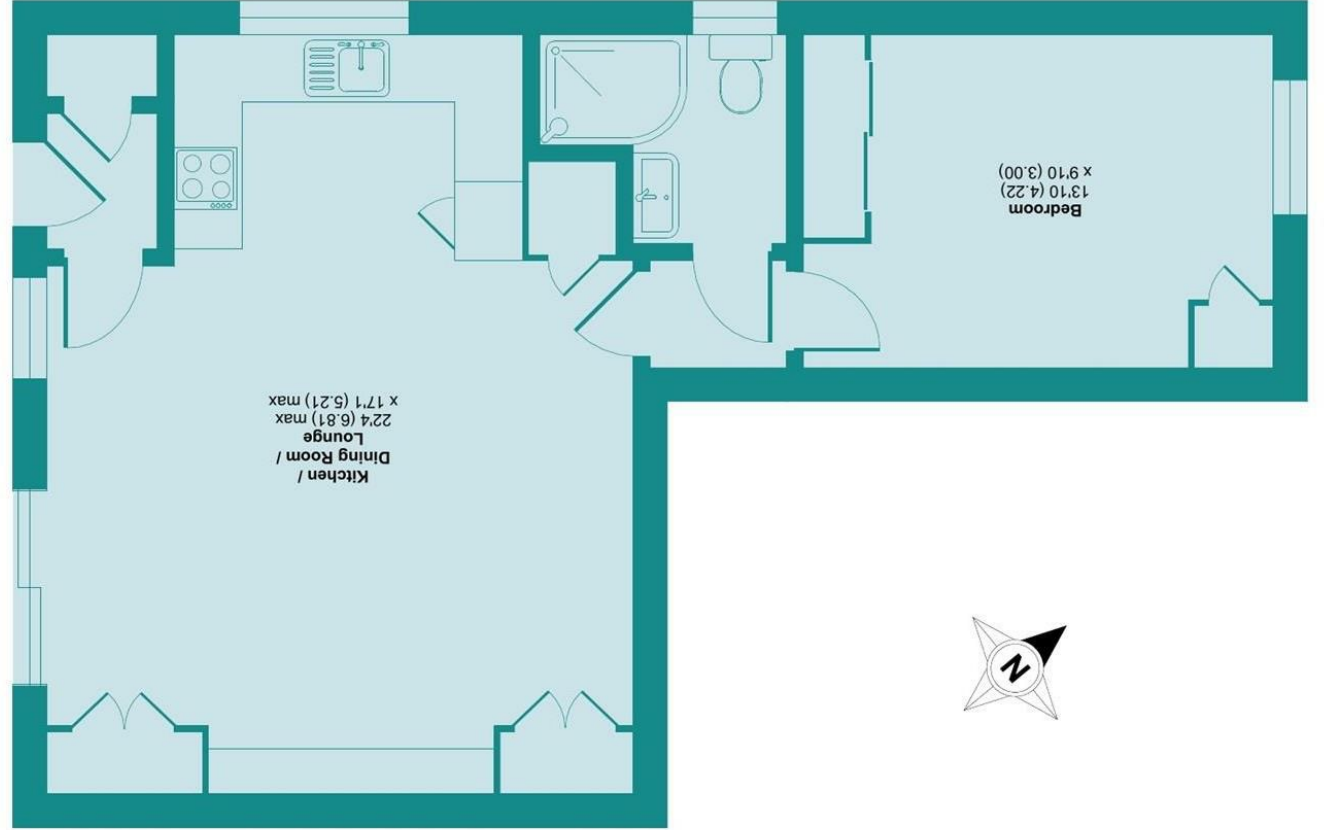 Kitchen /
Dining Room /
Lounge
22'4 (6.81) max
x 17'1 (5.21) max
Bedroom
13'10 (4.22)
x 9'10 (3.00)
N